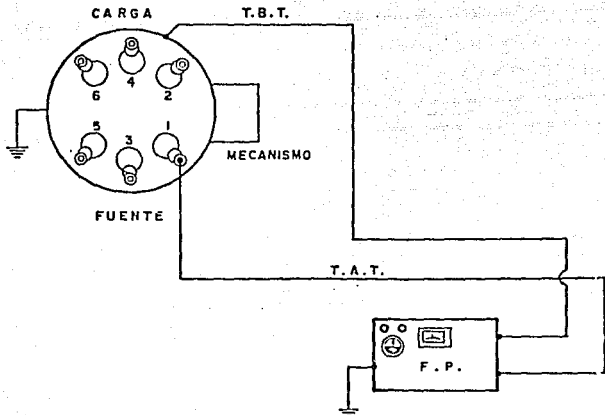 CARGA
T.B.T.
6 4 2
5 3 1
MECANISMO
FUENTE
T.A.T.
F.P.